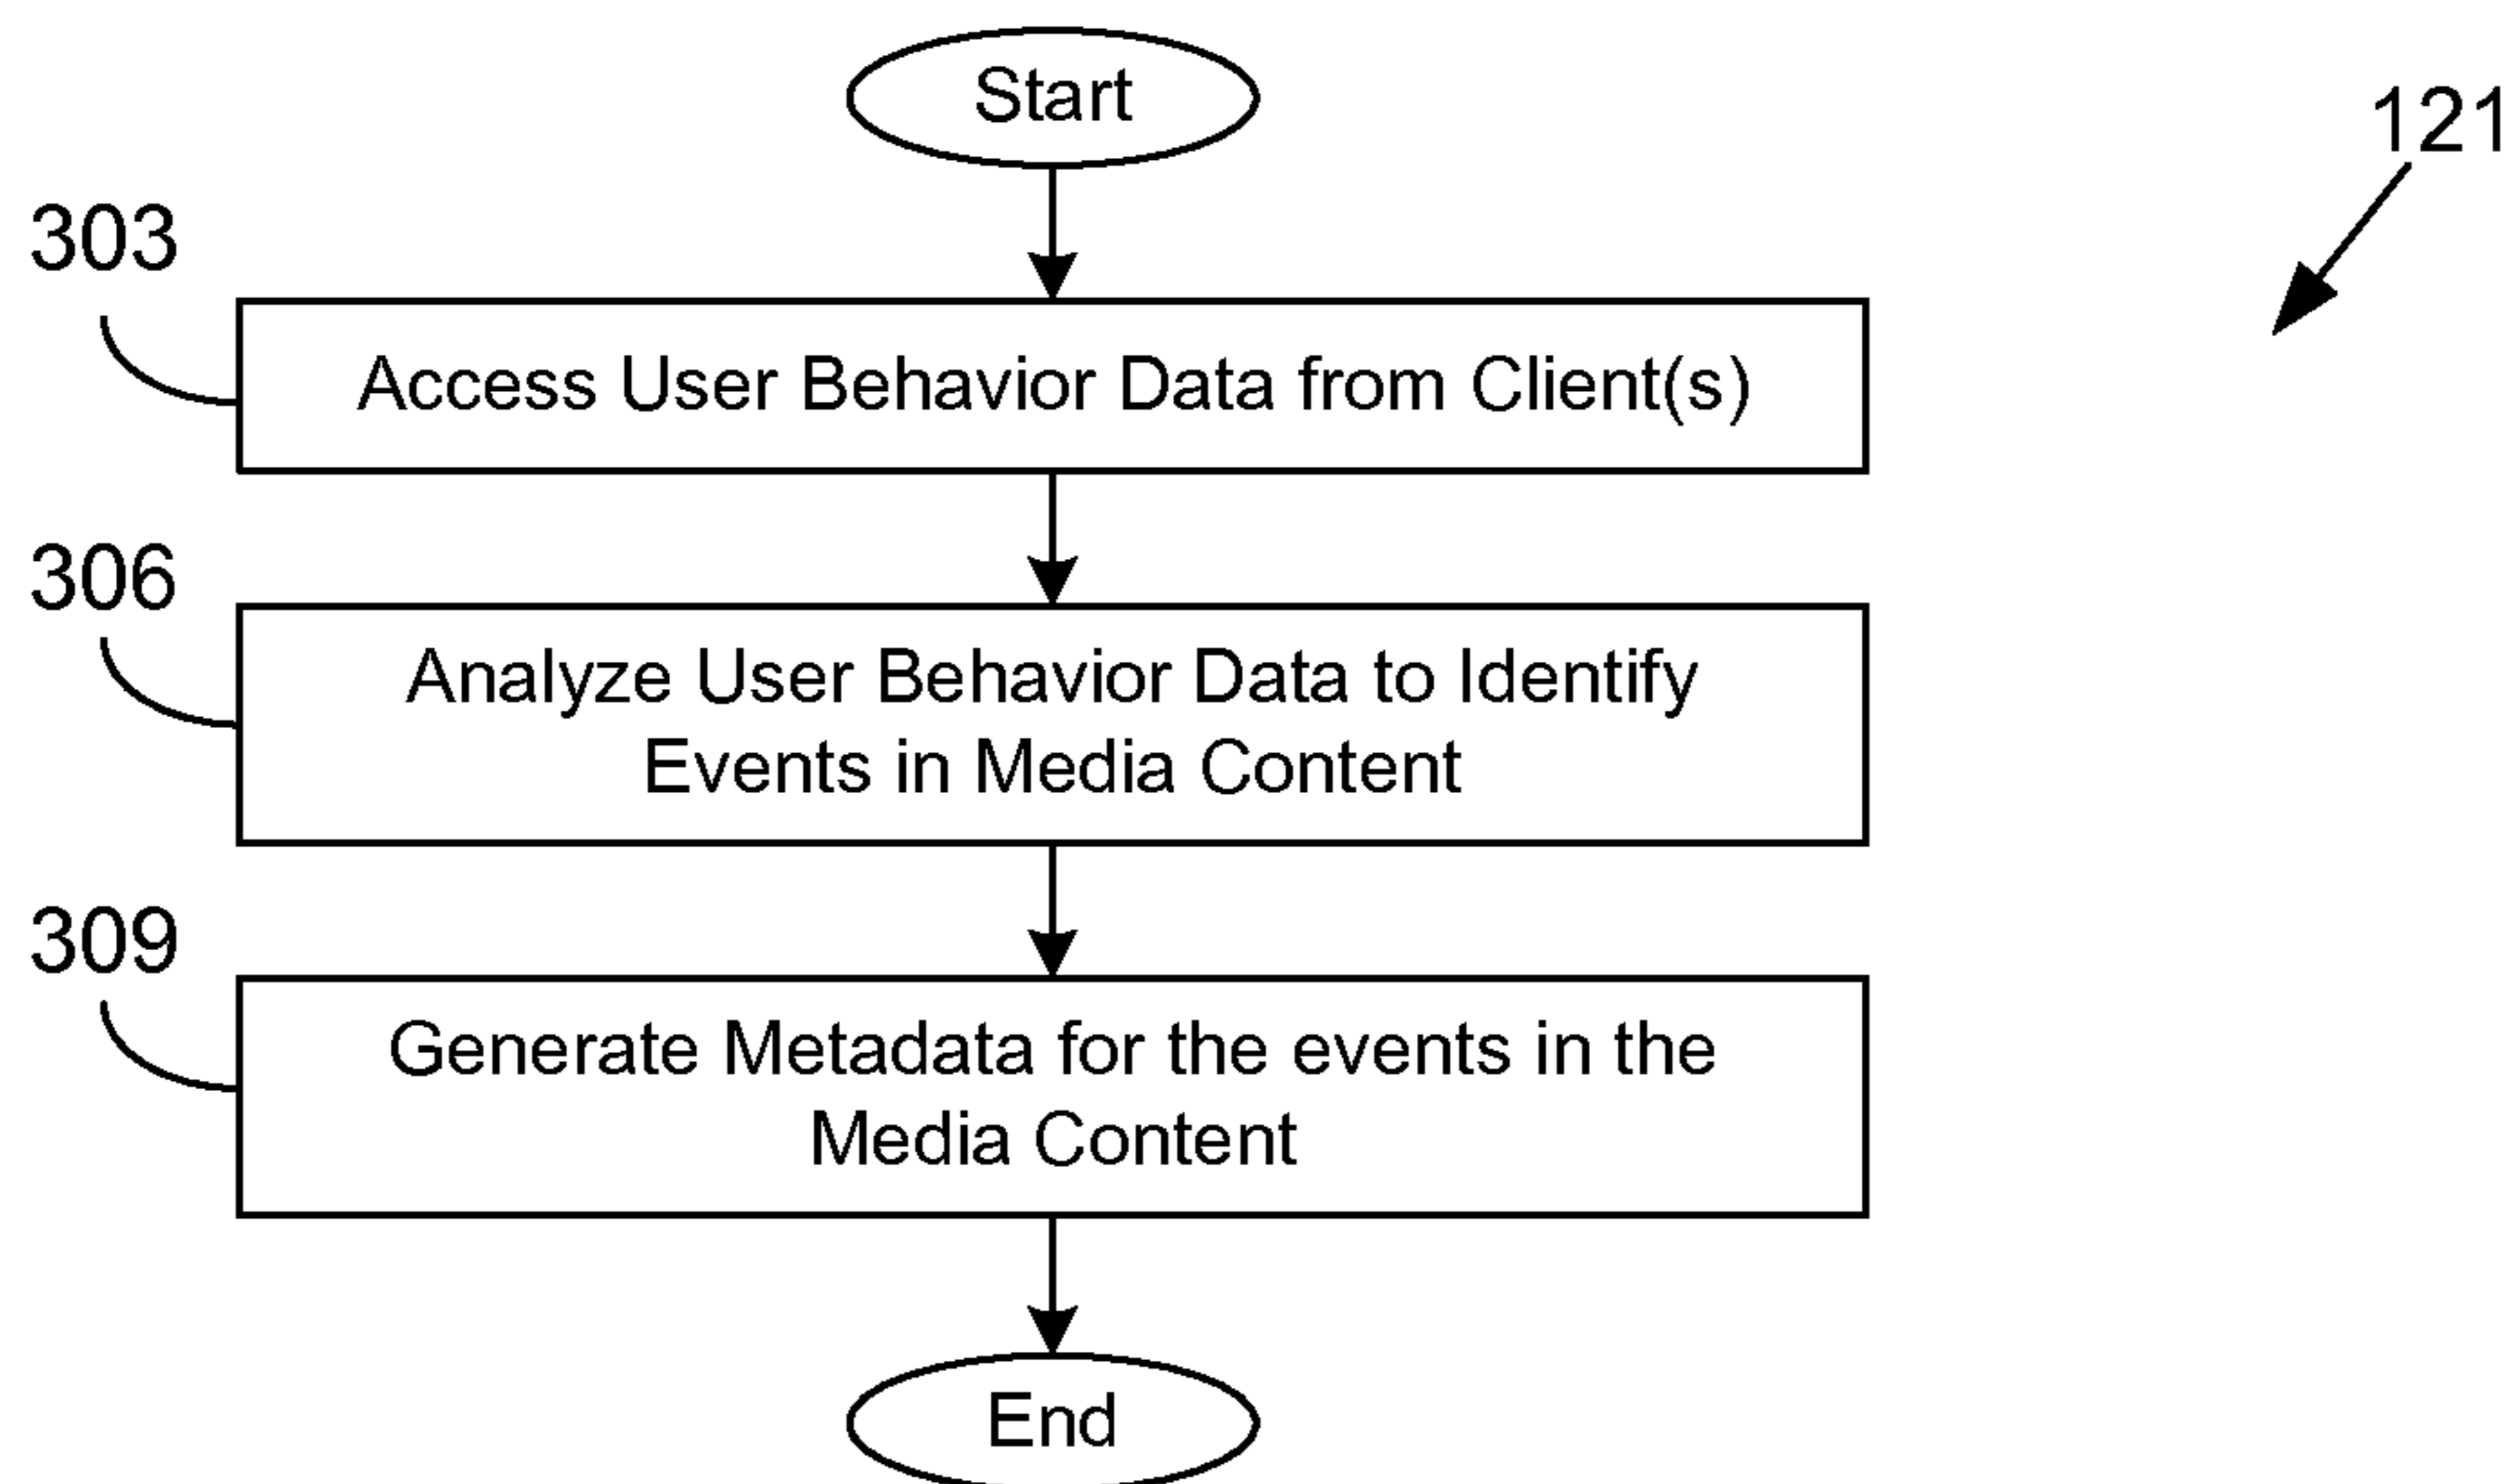 Start
121
303
Access User Behavior Data from Client(s)
306
Analyze User Behavior Data to Identify
Events in Media Content
309
Generate Metadata for the events in the
Media Content
End